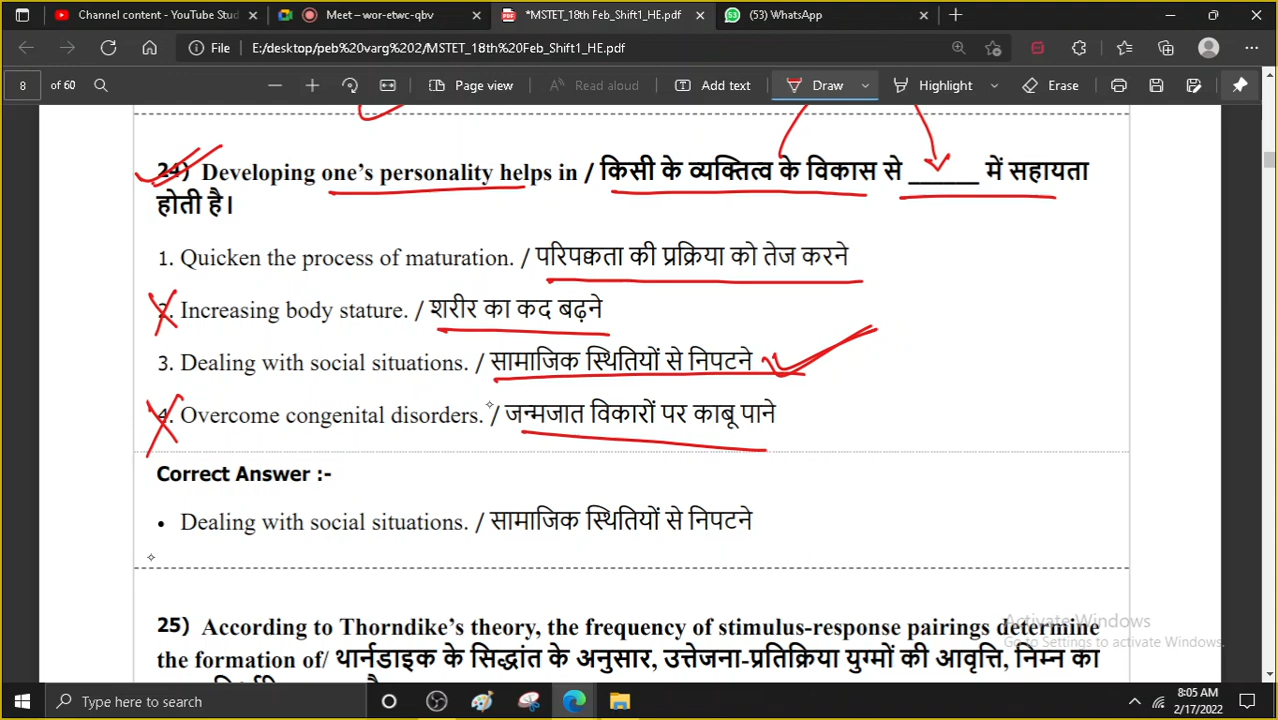 Channel content - YouTube Stud
Meet – wor-etwc-qbv
*MSTET_18th Feb_Shift1_HE.pdf
(53) WhatsApp
File
E:/desktop/peb%20varg%202/MSTET_18th%20Feb_Shift1_HE.pdf
8 of 60
Page view
Read aloud
Add text
Draw
Highlight
Erase
24) Developing one's personality helps in / किसी के व्यक्तित्व के विकास से ______ में सहायता
होती है।
1. Quicken the process of maturation. / परिपक्वता की प्रक्रिया को तेज करने
2. Increasing body stature. / शरीर का कद बढ़ने
3. Dealing with social situations. / सामाजिक स्थितियों से निपटने
4. Overcome congenital disorders. / जन्मजात विकारों पर काबू पाने
Correct Answer :-
• Dealing with social situations. / सामाजिक स्थितियों से निपटने
25) According to Thorndike's theory, the frequency of stimulus-response pairings determine
the formation of/ थार्नडाइक के सिद्धांत के अनुसार, उत्तेजना-प्रतिक्रिया युग्मों की आवृत्ति, निम्न का
Activate Windows
Go to Settings to activate Windows.
Type here to search
8:05 AM
2/17/2022